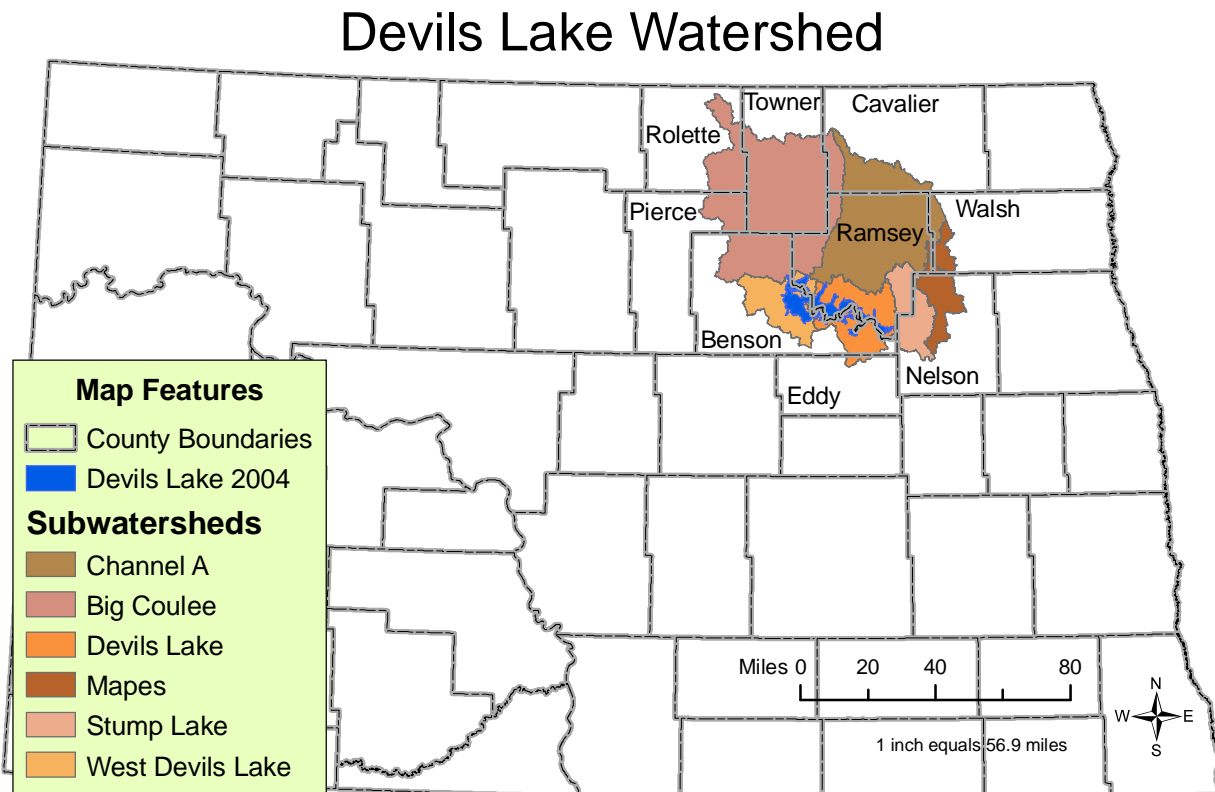 Devils Lake Watershed
Towner
Cavalier
Rolette
Pierce
Walsh
Ramsey
Benson
Nelson
Eddy
Map Features
County Boundaries
Devils Lake 2004
Subwatersheds
Channel A
Big Coulee
Devils Lake
Mapes
Stump Lake
West Devils Lake
Miles 0 20 40 80
1 inch equals 56.9 miles
N
W E
S